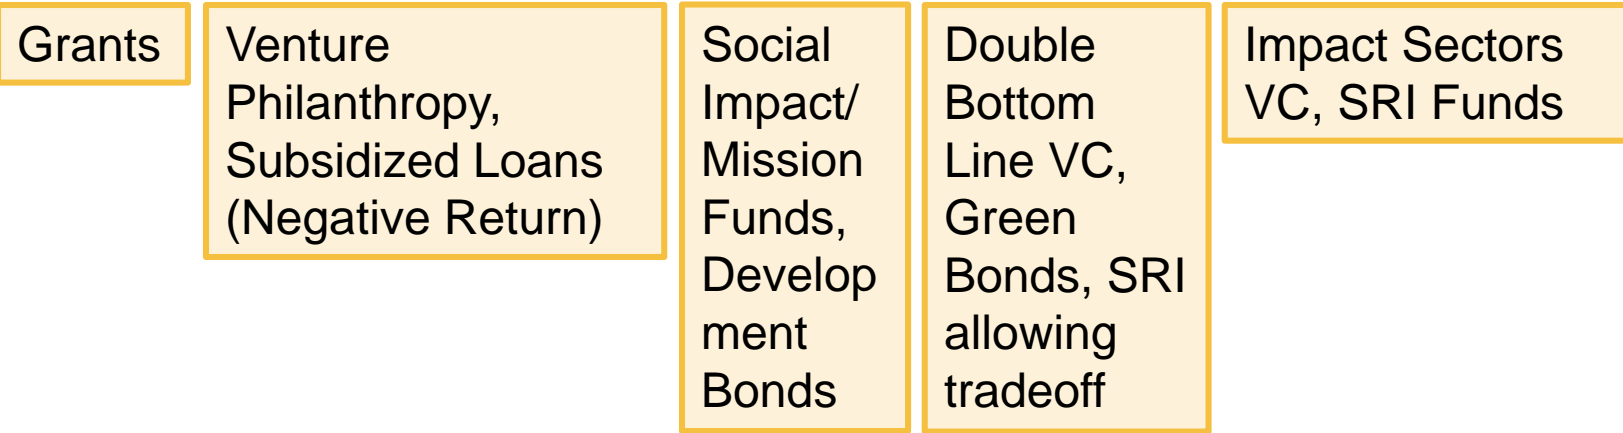 Grants
Venture
Philanthropy,
Subsidized Loans
(Negative Return)
Social
Impact/
Mission
Funds,
Develop
ment
Bonds
Double
Bottom
Line VC,
Green
Bonds, SRI
allowing
tradeoff
Impact Sectors
VC, SRI Funds